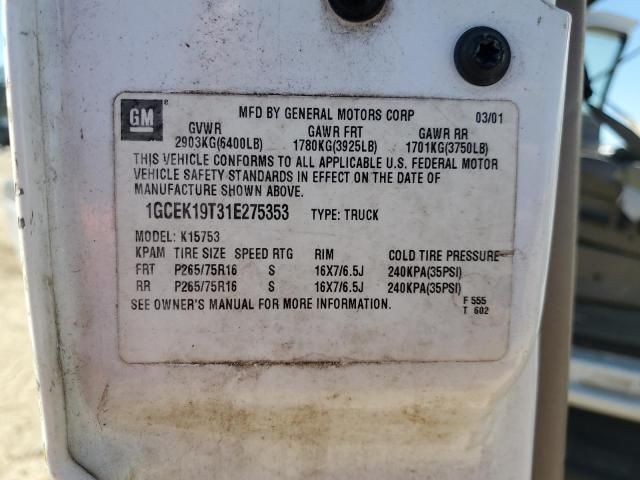 GM
MFD BY GENERAL MOTORS CORP 03/01
GVWR GAWR FRT GAWR RR
2903KG(6400LB) 1780KG(3925LB) 1701KG(3750LB)
THIS VEHICLE CONFORMS TO ALL APPLICABLE U.S. FEDERAL MOTOR
VEHICLE SAFETY STANDARDS IN EFFECT ON THE DATE OF
MANUFACTURE SHOWN ABOVE.
1GCEK19T31E275353 TYPE: TRUCK
MODEL: K15753
KPAM TIRE SIZE SPEED RTG RIM COLD TIRE PRESSURE
FRT P265/75R16 S 16X7/6.5J 240KPA(35PSI)
RR P265/75R16 S 16X7/6.5J 240KPA(35PSI)
SEE OWNER'S MANUAL FOR MORE INFORMATION.
F 555
T 602